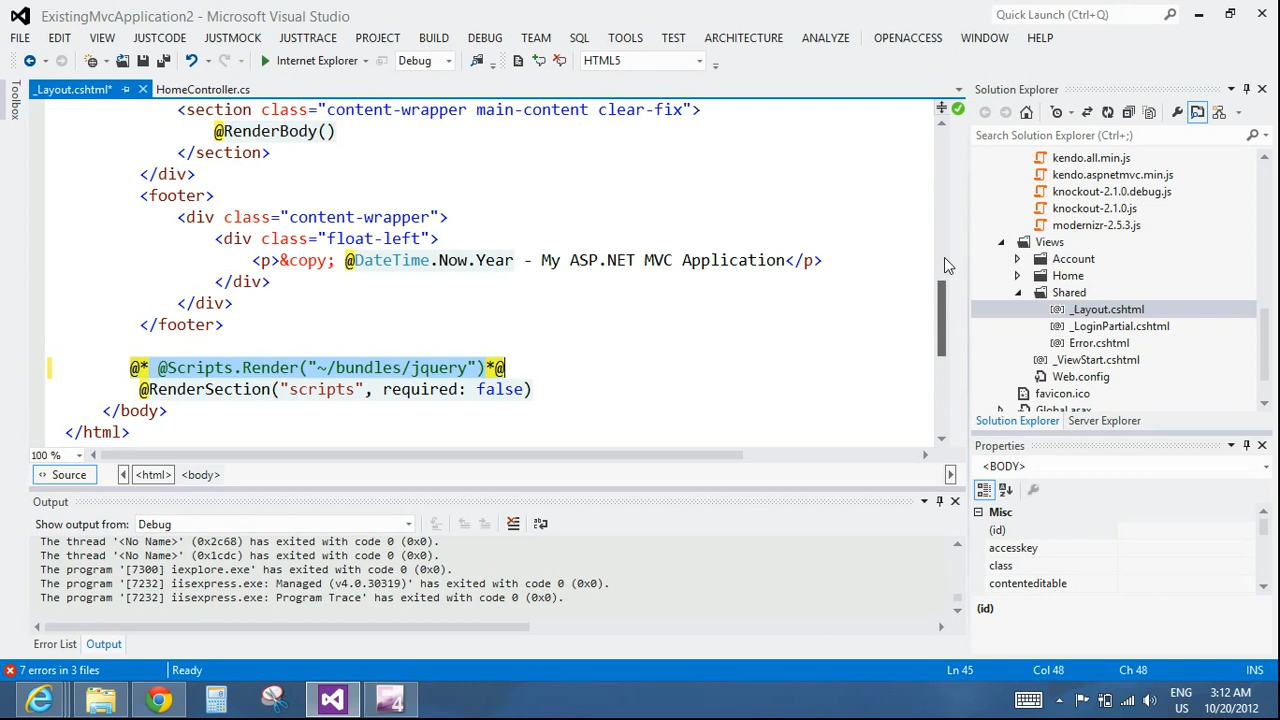 ExistingMvcApplication2 - Microsoft Visual Studio
Quick Launch (Ctrl+Q)
FILE EDIT VIEW JUSTCODE JUSTMOCK JUSTTRACE PROJECT BUILD DEBUG TEAM SQL TOOLS TEST ARCHITECTURE ANALYZE OPENACCESS WINDOW HELP
Internet Explorer Debug HTML5
Toolbox
_Layout.cshtml* HomeController.cs
<section class="content-wrapper main-content clear-fix">
@RenderBody()
</section>
</div>
<footer>
<div class="content-wrapper">
<div class="float-left">
<p>&copy; @DateTime.Now.Year - My ASP.NET MVC Application</p>
</div>
</div>
</footer>
@* @Scripts.Render("~/bundles/jquery")*@
@RenderSection("scripts", required: false)
</body>
</html>
100 %
Source <html> <body>
Solution Explorer
Search Solution Explorer (Ctrl+;)
kendo.all.min.js
kendo.aspnetmvc.min.js
knockout-2.1.0.debug.js
knockout-2.1.0.js
modernizr-2.5.3.js
Views
Account
Home
Shared
_Layout.cshtml
_LoginPartial.cshtml
Error.cshtml
_ViewStart.cshtml
Web.config
favicon.ico
Global.asax
Solution Explorer Server Explorer
Properties
<BODY>
Misc
(id)
accesskey
class
contenteditable
(id)
Output
Show output from: Debug
The thread '<No Name>' (0x2c68) has exited with code 0 (0x0).
The thread '<No Name>' (0x1cdc) has exited with code 0 (0x0).
The program '[7300] iexplore.exe' has exited with code 0 (0x0).
The program '[7232] iisexpress.exe: Managed (v4.0.30319)' has exited with code 0 (0x0).
The program '[7232] iisexpress.exe: Program Trace' has exited with code 0 (0x0).
Error List Output
7 errors in 3 files Ready Ln 45 Col 48 Ch 48 INS
4
ENG
US
3:12 AM
10/20/2012